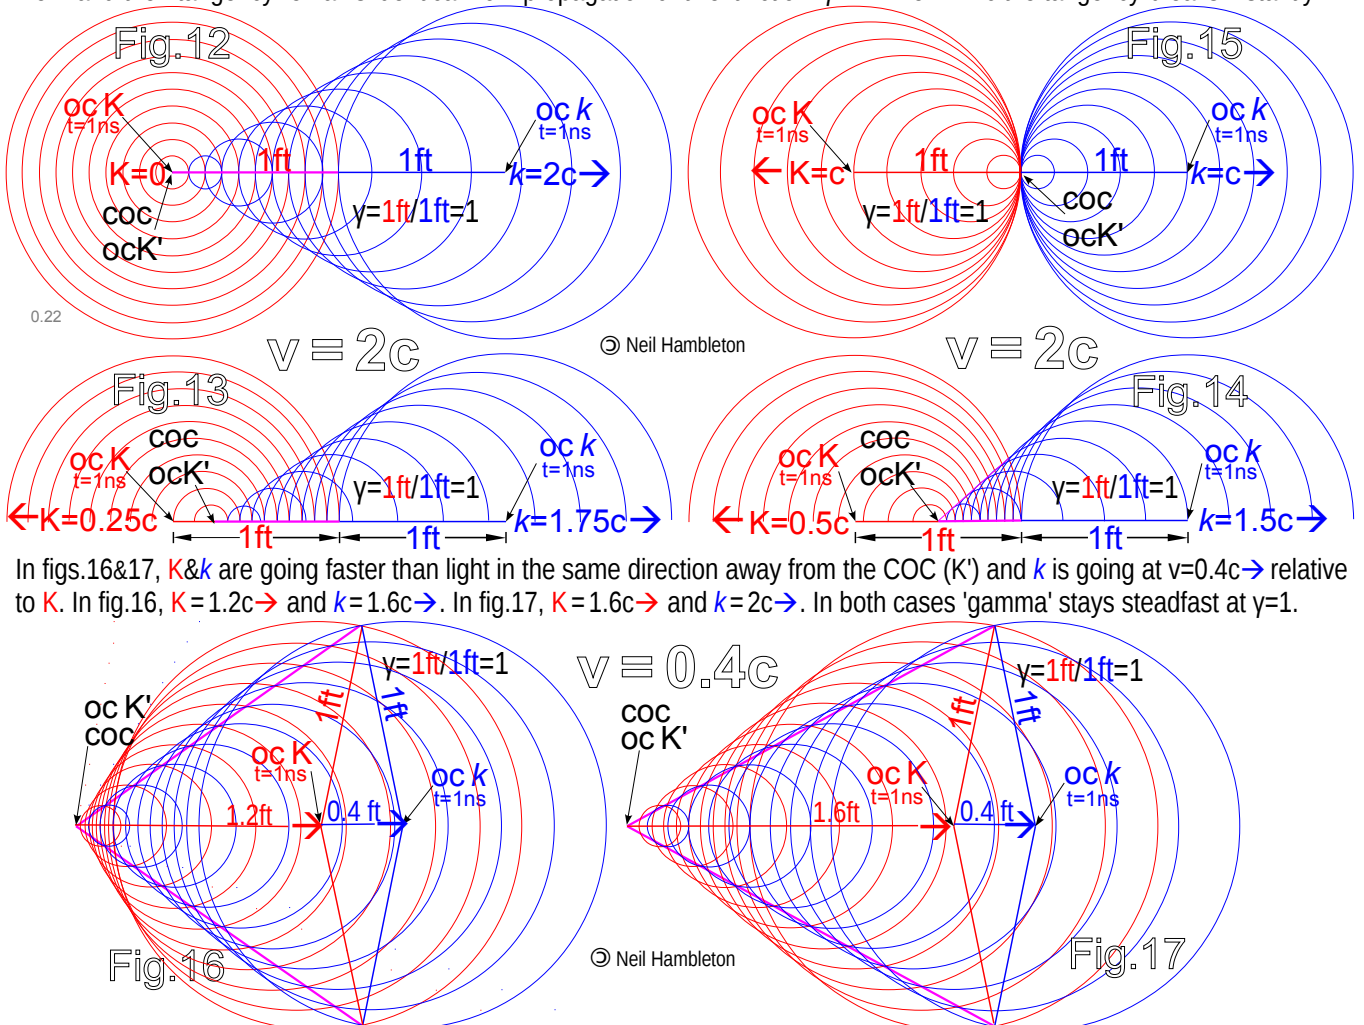 Fig.12
oc K
t=1ns
K=0
coc
ocK'
1ft
1ft
γ=1ft/1ft=1
oc k
t=1ns
k=2c→
Fig.15
oc K
t=1ns
← K=c
1ft
1ft
γ=1ft/1ft=1
coc
ocK'
oc k
t=1ns
k=c→
0.22
v = 2c
© Neil Hambleton
v = 2c
Fig.13
coc
oc K
t=1ns
ocK'
←K=0.25c
γ=1ft/1ft=1
oc k
t=1ns
k=1.75c→
1ft
1ft
Fig.14
coc
oc K
t=1ns
ocK'
← K=0.5c
γ=1ft/1ft=1
oc k
t=1ns
k=1.5c→
1ft
1ft
In figs.16&17, K&k are going faster than light in the same direction away from the COC (K') and k is going at v=0.4c→ relative
to K. In fig.16, K=1.2c→ and k=1.6c→. In fig.17, K=1.6c→ and k=2c→. In both cases 'gamma' stays steadfast at γ=1.
v = 0.4c
γ=1ft/1ft=1
1ft
1ft
oc K'
coc
oc K
t=1ns
oc k
t=1ns
1.2ft
0.4 ft
Fig.16
γ=1ft/1ft=1
1ft
1ft
coc
oc K'
oc K
t=1ns
oc k
t=1ns
1.6ft
0.4 ft
© Neil Hambleton
Fig.17